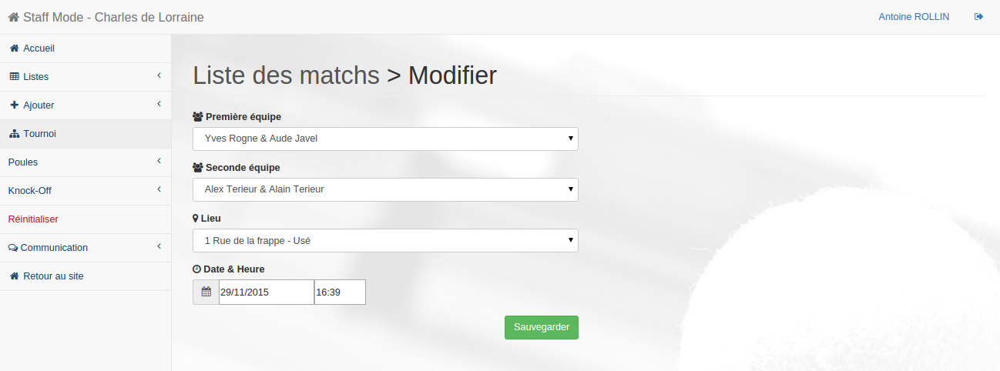 Staff Mode - Charles de Lorraine
Antoine ROLLIN
Accueil
Listes
Ajouter
Tournoi
Poules
Knock-Off
Réinitialiser
Communication
Retour au site
Liste des matchs > Modifier
Première équipe
Yves Rogne & Aude Javel
Seconde équipe
Alex Terieur & Alain Terieur
Lieu
1 Rue de la frappe - Usé
Date & Heure
29/11/2015 16:39
Sauvegarder